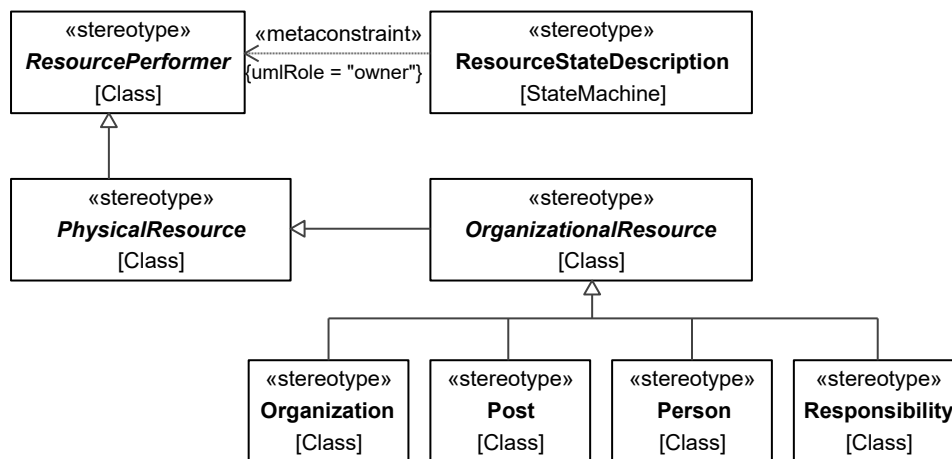 «stereotype»
ResourcePerformer
[Class]
«metaconstraint»
{umlRole = "owner"}
«stereotype»
ResourceStateDescription
[StateMachine]
«stereotype»
PhysicalResource
[Class]
«stereotype»
OrganizationalResource
[Class]
«stereotype»
Organization
[Class]
«stereotype»
Post
[Class]
«stereotype»
Person
[Class]
«stereotype»
Responsibility
[Class]